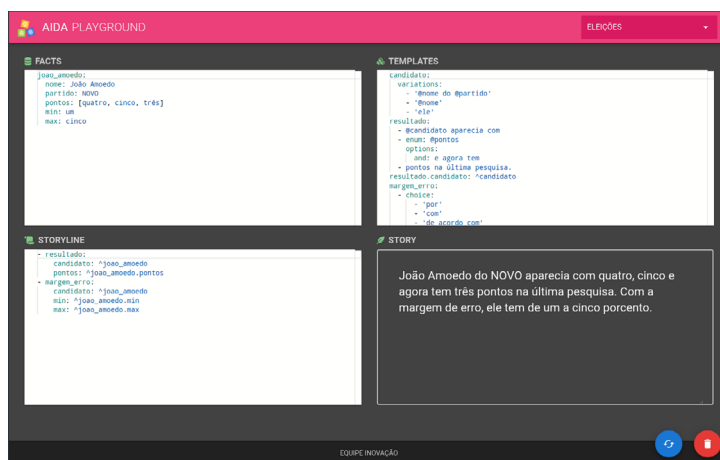 AIDA PLAYGROUND
ELEIÇÕES
FACTS
joao_amoedo:
nome: João Amoedo
partido: NOVO
pontos: [quatro, cinco, três]
min: um
max: cinco
TEMPLATES
candidato:
variations:
- '@nome do @partido'
- '@nome'
- 'ele'
resultado:
- @candidato aparecia com
- enum: @pontos
options:
and: e agora tem
- pontos na última pesquisa.
resultado.candidato: ^candidato
margem_erro:
- choice:
- 'por'
- 'com'
- 'de acordo com'
STORYLINE
- resultado:
candidato: ^joao_amoedo
pontos: ^joao_amoedo.pontos
- margem_erro:
candidato: ^joao_amoedo
min: ^joao_amoedo.min
max: ^joao_amoedo.max
STORY
João Amoedo do NOVO aparecia com quatro, cinco e
agora tem três pontos na última pesquisa. Com a
margem de erro, ele tem de um a cinco porcento.
EQUIPE INOVAÇÃO